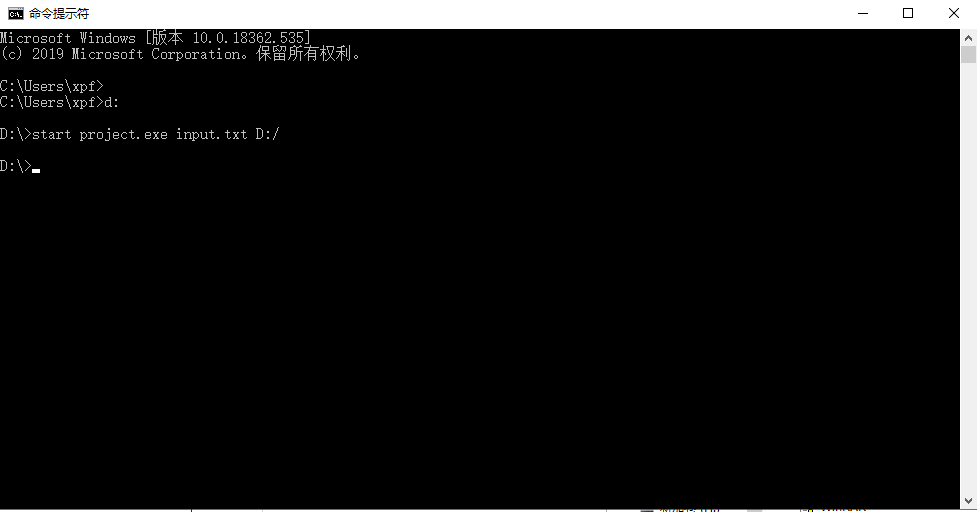 命令提示符
Microsoft Windows [版本 10.0.18362.535]
(c) 2019 Microsoft Corporation。保留所有权利。
C:\Users\xpf>
C:\Users\xpf>d:
D:\>start project.exe input.txt D:/
D:\>